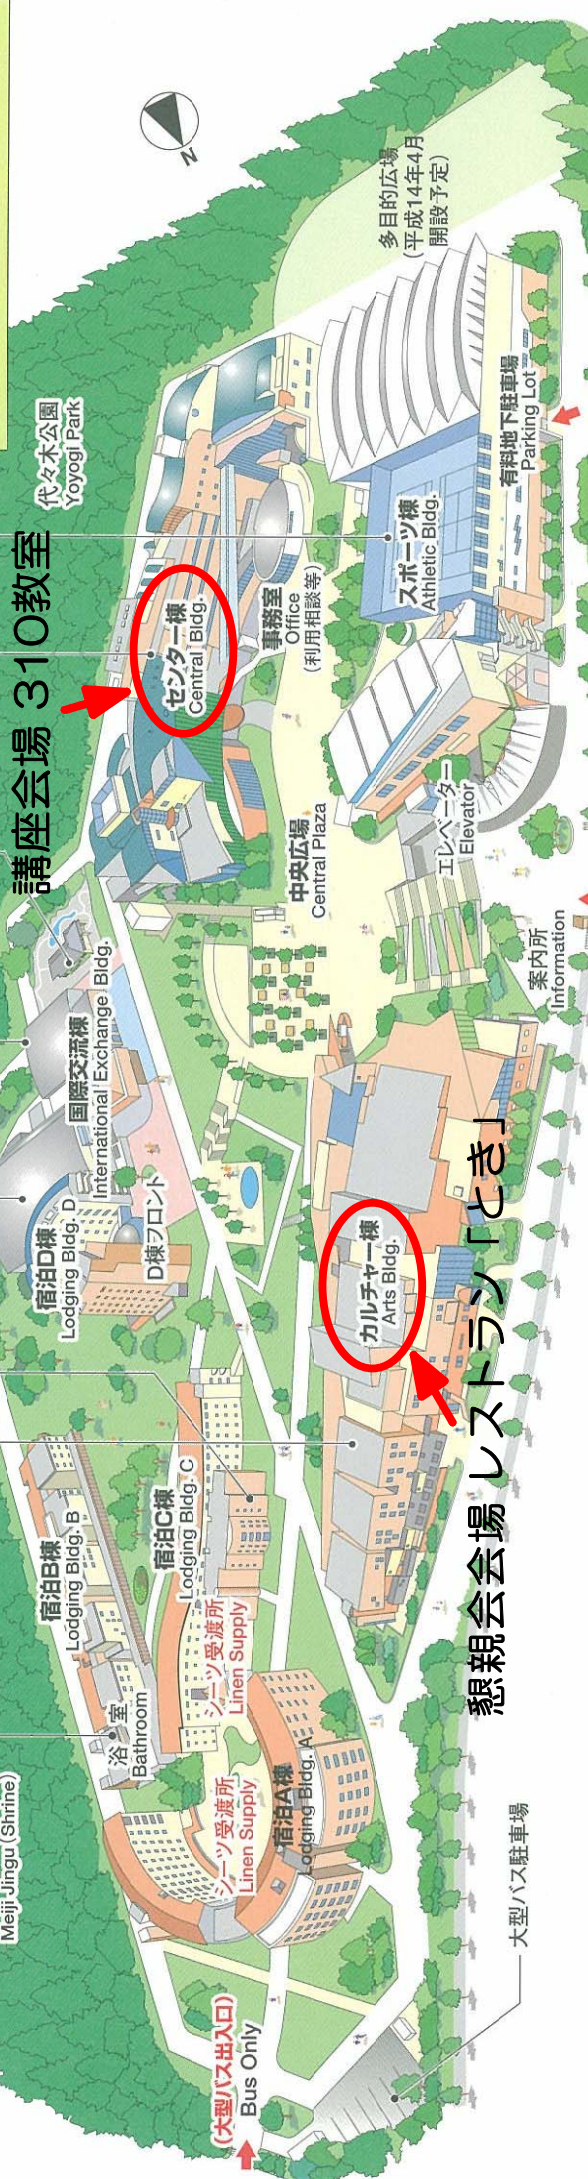 Meiji Jingu (Shrine)
代々木公園
Yoyogi Park
講座会場 310教室
センター棟
Central Bldg.
事務室
Office
(利用相談等)
多目的広場
(平成14年4月
開設予定)
スポーツ棟
Athletic Bldg.
有料地下駐車場
Parking Lot
中央広場
Central Plaza
エレベーター
Elevator
案内所
Information
国際交流棟
International Exchange Bldg.
宿泊D棟
Lodging Bldg. D
D棟フロント
カルチャー棟
Arts Bldg.
懇親会会場 レストラン「とき」
宿泊B棟
Lodging Bldg. B
宿泊C棟
Lodging Bldg. C
浴室
Bathroom
シーツ受渡所
Linen Supply
シーツ受渡所
Linen Supply
宿泊A棟
Lodging Bldg. A
(大型バス出入口)
Bus Only
大型バス駐車場
N